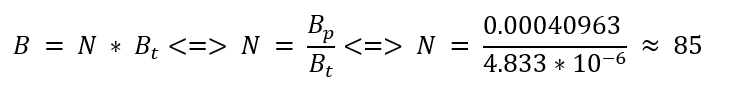 B = N * B_t <=> N = B_p / B_t <=> N = 0.00040963 / 4.833 * 10^-6 ≈ 85